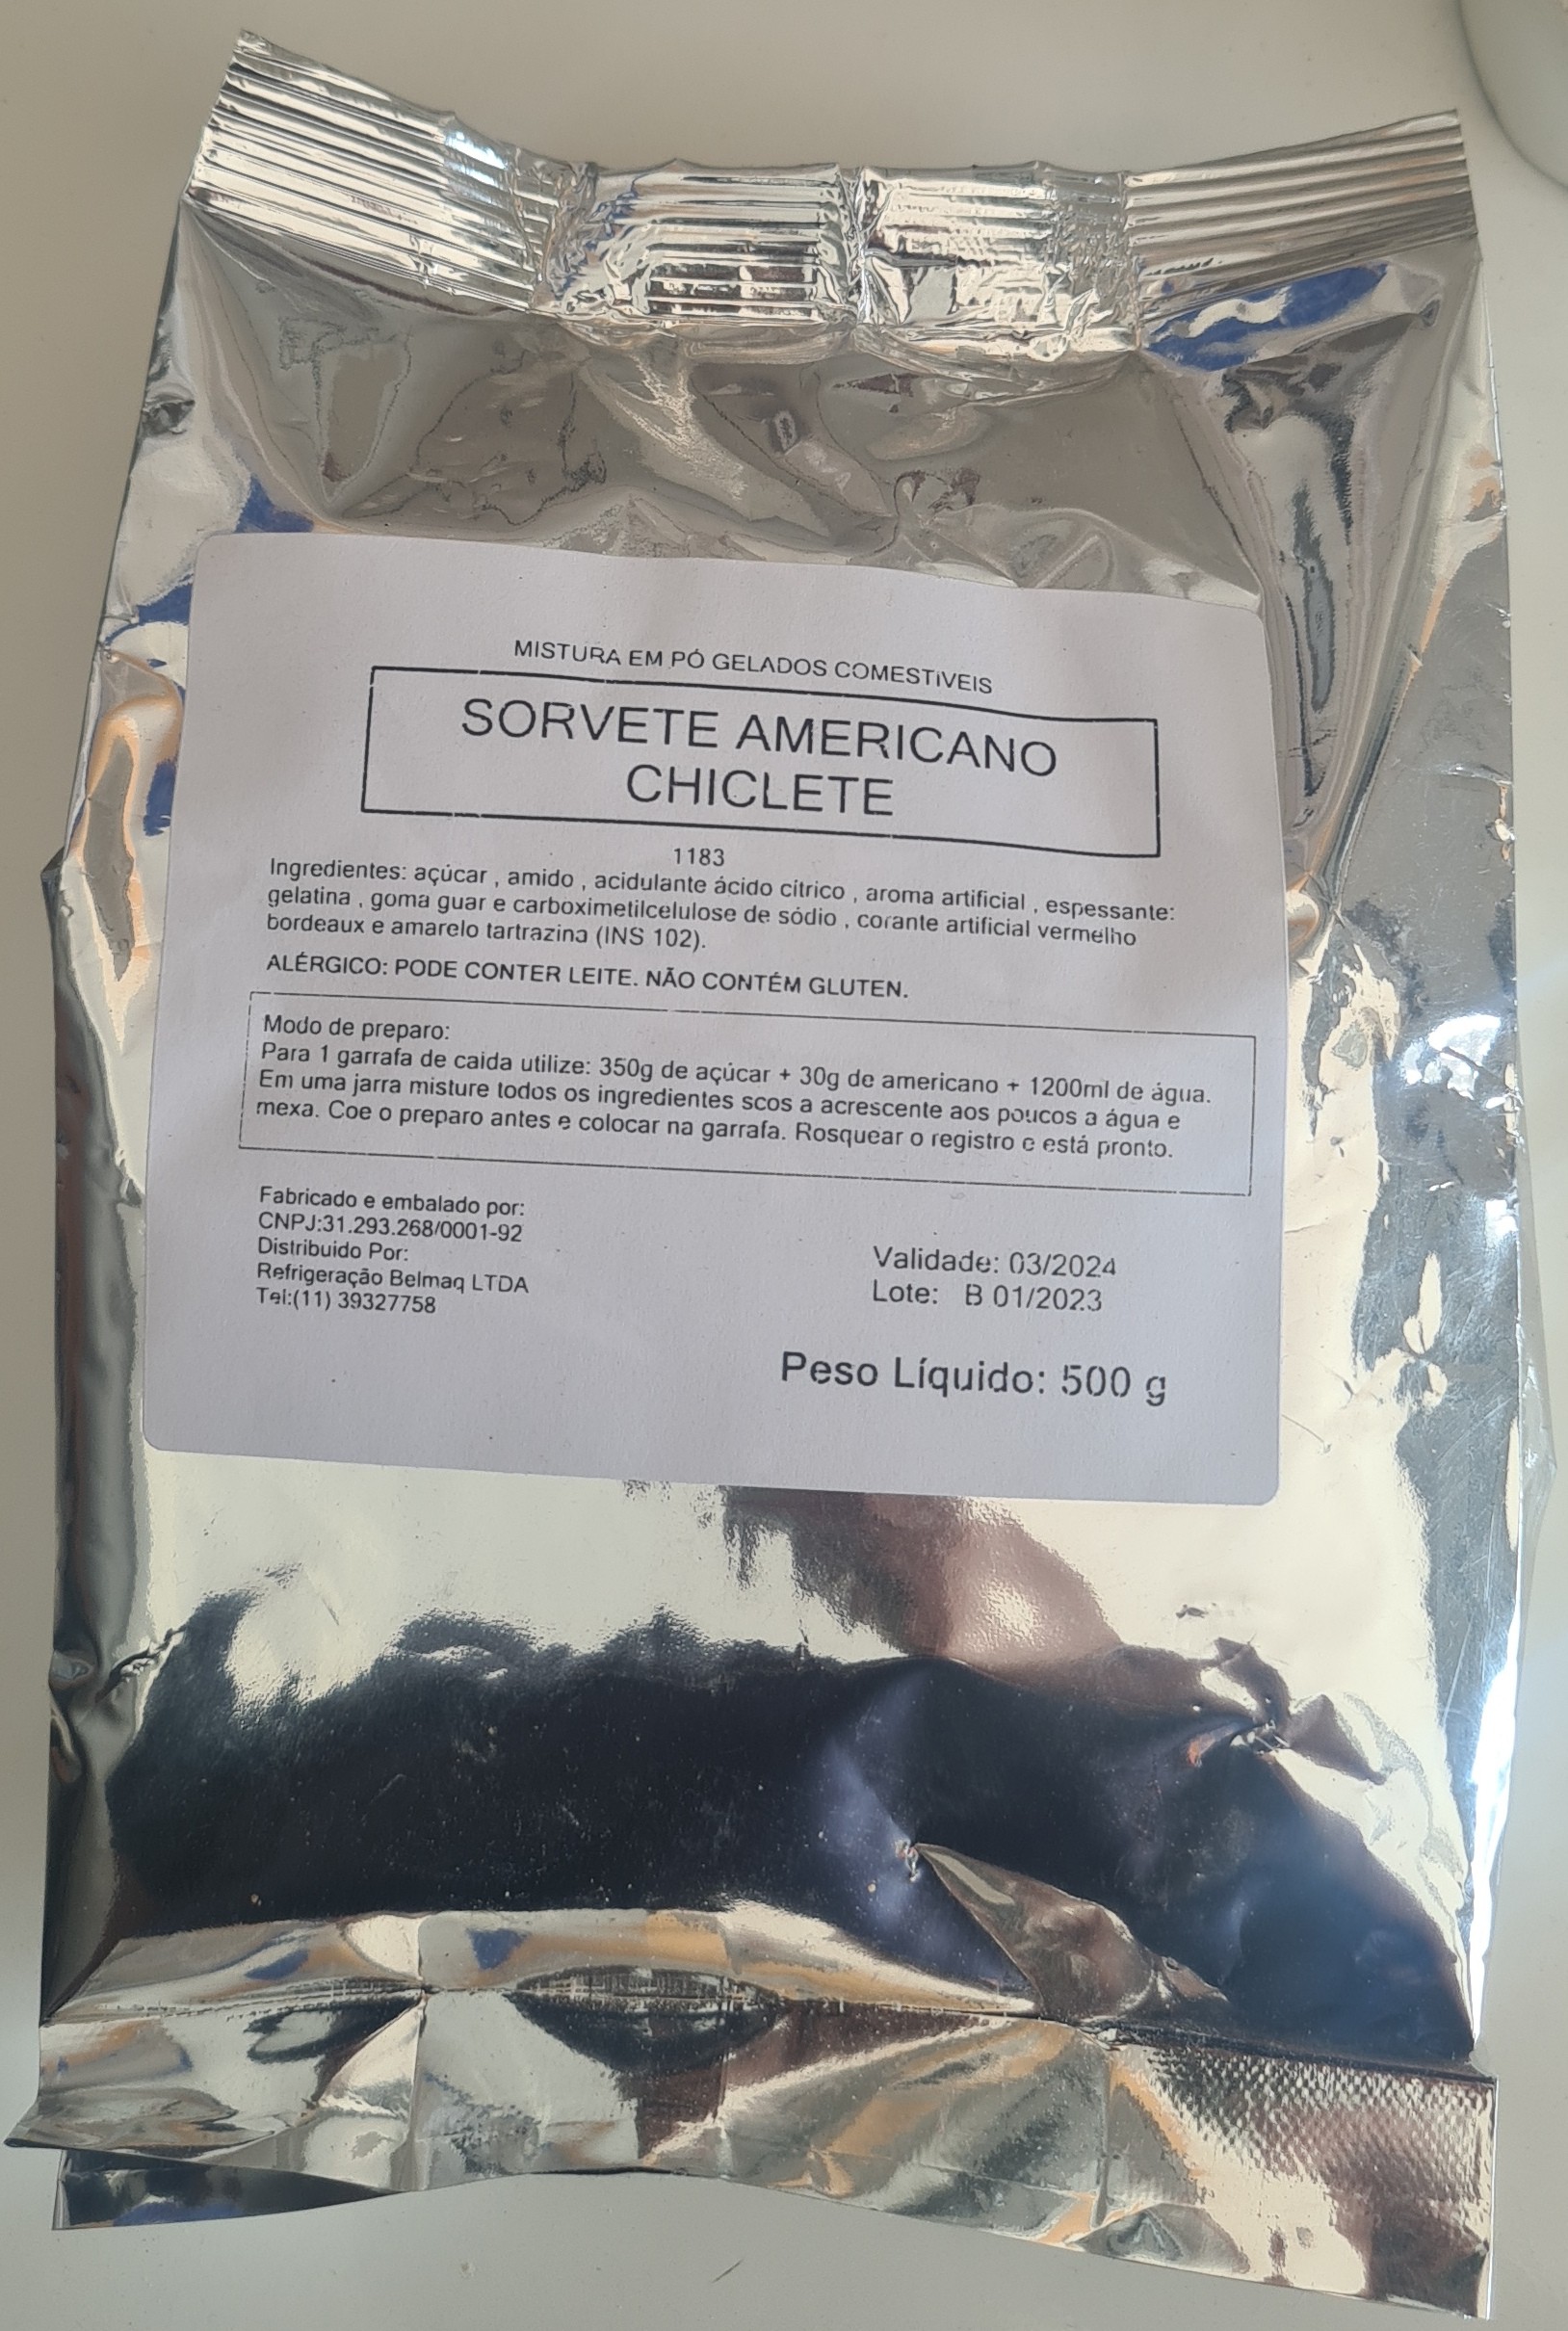 MISTURA EM PÓ GELADOS COMESTíVEIS
SORVETE AMERICANO
CHICLETE
1183
Ingredientes: açúcar , amido , acidulante ácido cítrico , aroma artificial , espessante:
gelatina , goma guar e carboximetilcelulose de sódio , corante artificial vermelho
bordeaux e amarelo tartrazina (INS 102).
ALÉRGICO: PODE CONTER LEITE. NÃO CONTÉM GLUTEN.
Modo de preparo:
Para 1 garrafa de calda utilize: 350g de açúcar + 30g de americano + 1200ml de água.
Em uma jarra misture todos os ingredientes scos a acrescente aos poucos a água e
mexa. Coe o preparo antes e colocar na garrafa. Rosquear o registro e está pronto.
Fabricado e embalado por:
CNPJ:31.293.268/0001-92
Distribuido Por:
Refrigeração Belmaq LTDA
Tel:(11) 39327758
Validade: 03/2024
Lote: B 01/2023
Peso Líquido: 500 g